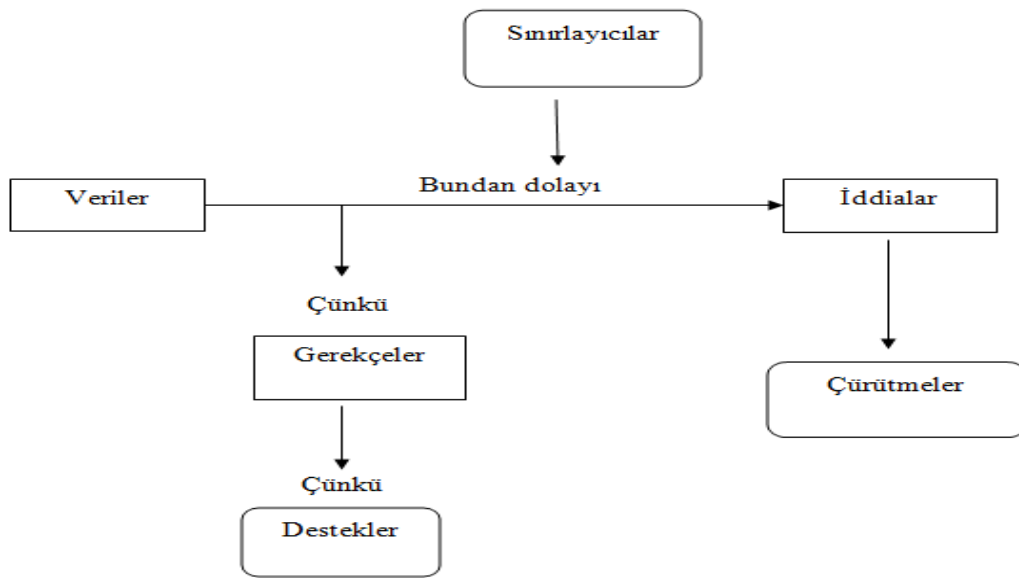 Sınırlayıcılar
Veriler
Bundan dolayı
İddialar
Çünkü
Gerekçeler
Çürütmeler
Çünkü
Destekler